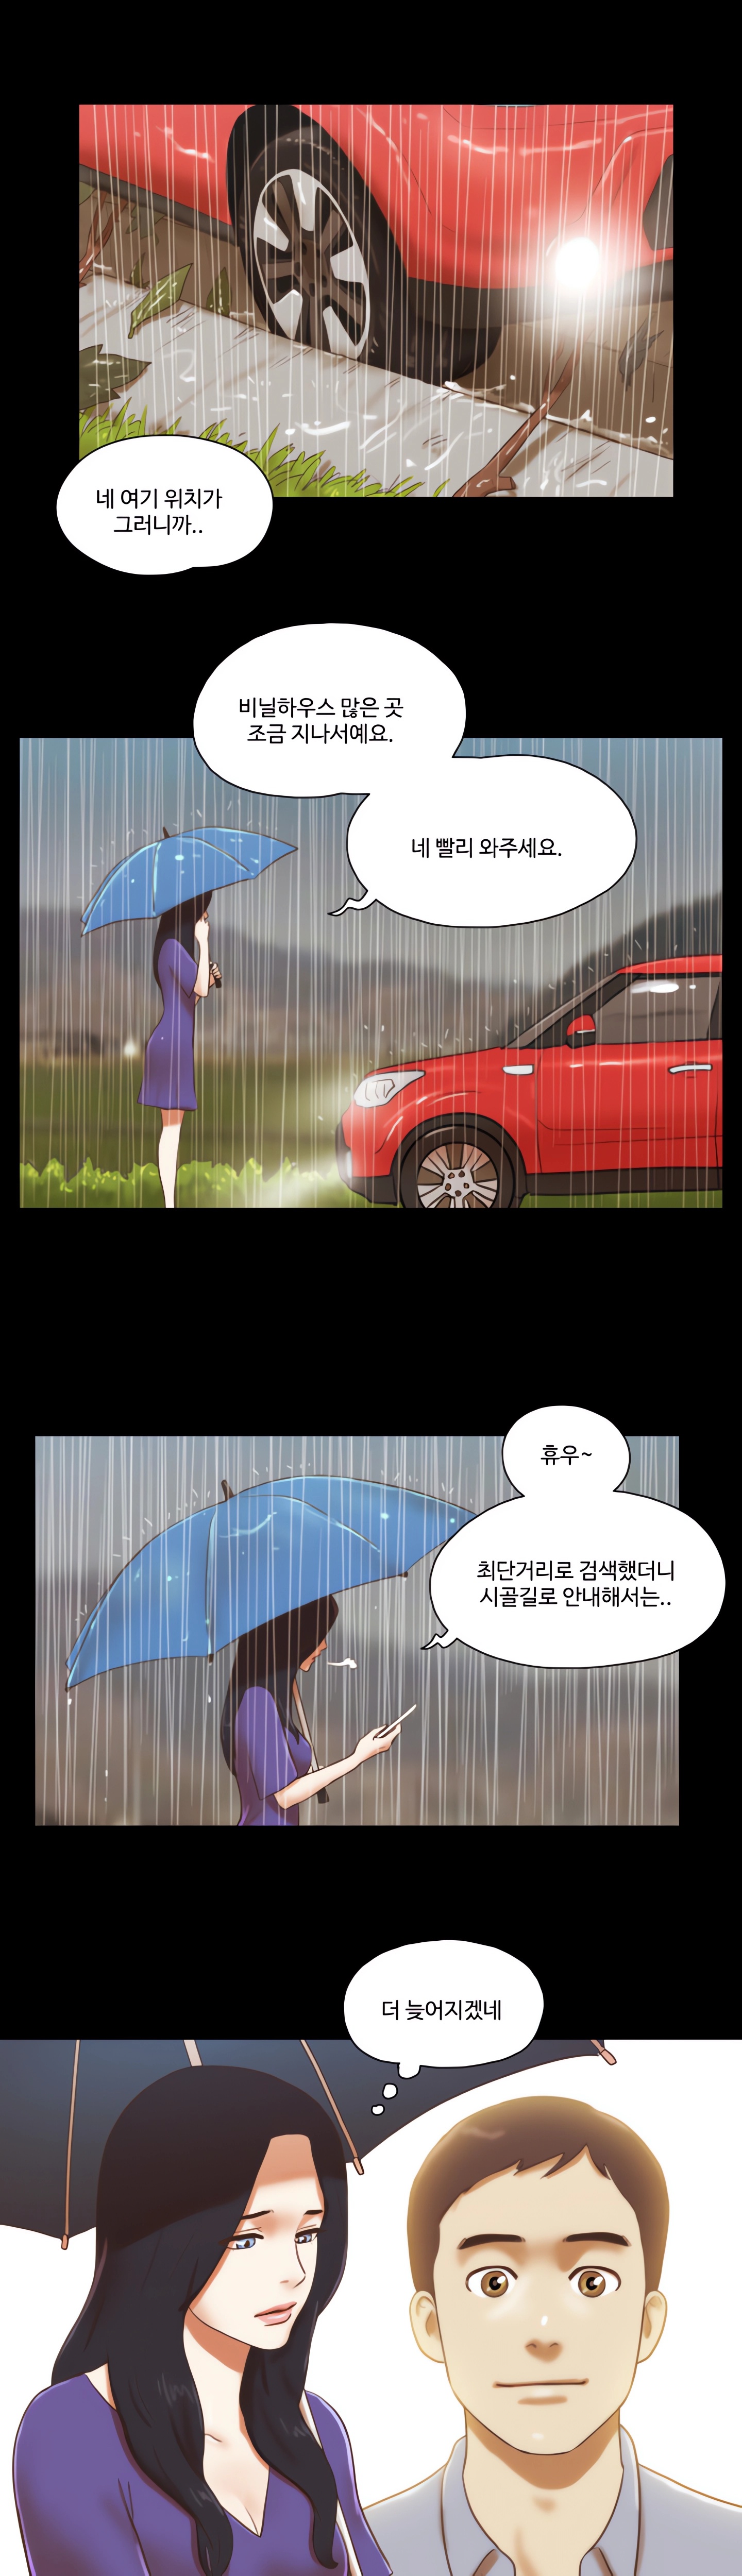 네 여기 위치가
그러니까..
비닐하우스 많은 곳
조금 지나서예요.
네 빨리 와주세요.
휴우~
최단거리로 검색했더니
시골길로 안내해서는..
더 늦어지겠네